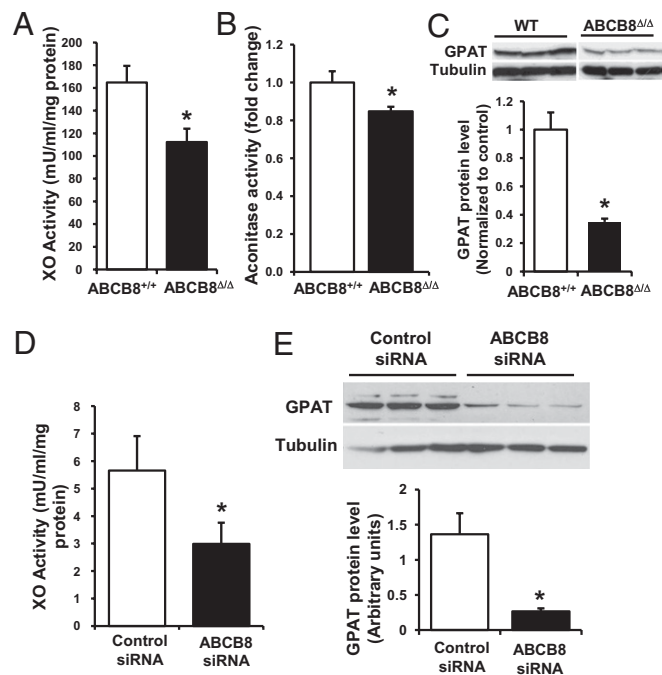 A
XO Activity (mU/ml/mg protein)
200
180
160
140
120
100
80
60
40
20
0
*
ABCB8+/+ ABCB8Δ/Δ
B
Aconitase activity (fold change)
1.2
1.0
0.8
0.6
0.4
0.2
0.0
*
ABCB8+/+ ABCB8Δ/Δ
C
WT ABCB8Δ/Δ
GPAT
Tubulin
GPAT protein level
(Normalized to control)
1.2
1
0.8
0.6
0.4
0.2
0
*
ABCB8+/+ ABCB8Δ/Δ
D
XO Activity (mU/ml/mg
protein)
8
7
6
5
4
3
2
1
0
*
Control ABCB8
siRNA siRNA
E
Control ABCB8
siRNA siRNA
GPAT
Tubulin
GPAT protein level
(Arbitrary units)
2
1.5
1
0.5
0
*
Control ABCB8
siRNA siRNA